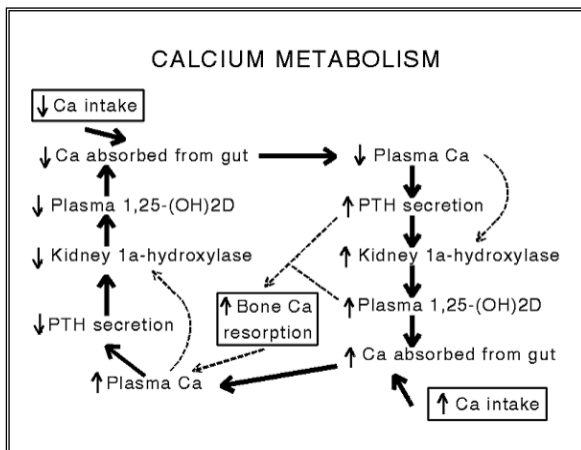 CALCIUM METABOLISM
↓ Ca intake
↓ Ca absorbed from gut
↓ Plasma Ca
↓ Plasma 1,25-(OH)2D
↑ PTH secretion
↓ Kidney 1a-hydroxylase
↑ Kidney 1a-hydroxylase
↑ Bone Ca
resorption
↑ Plasma 1,25-(OH)2D
↓ PTH secretion
↑ Ca absorbed from gut
↑ Plasma Ca
↑ Ca intake